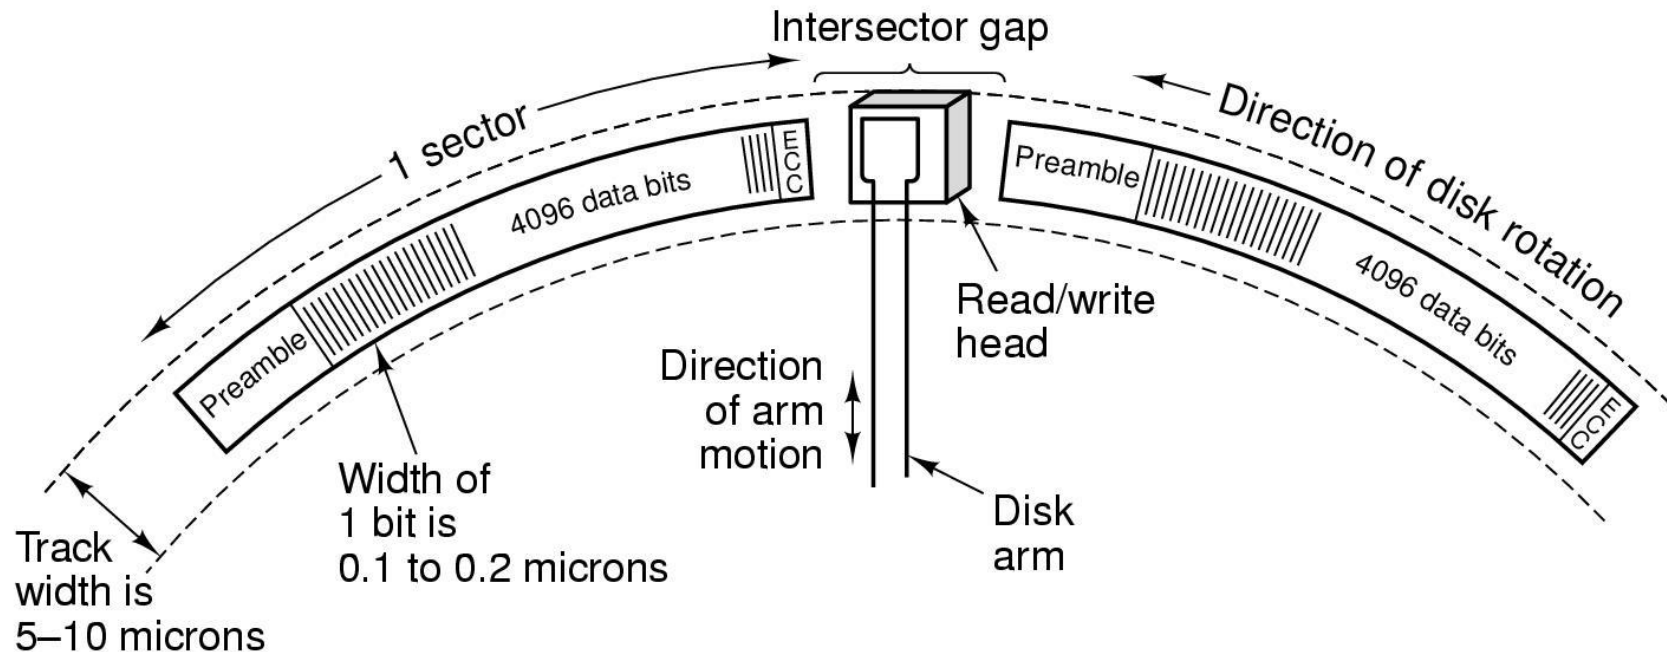 Intersector gap
1 sector
Direction of disk rotation
E
C
C
4096 data bits
Preamble
Preamble
4096 data bits
E
C
C
Read/write
head
Direction
of arm
motion
Width of
1 bit is
0.1 to 0.2 microns
Disk
arm
Track
width is
5–10 microns